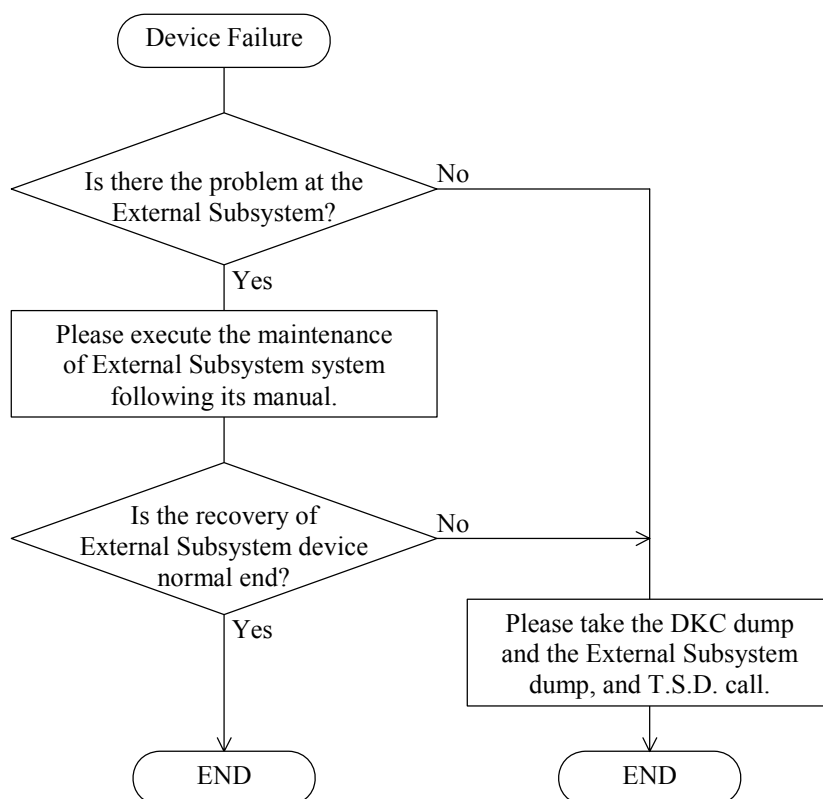 Device Failure
Is there the problem at the
External Subsystem?
No
Yes
Please execute the maintenance
of External Subsystem system
following its manual.
Is the recovery of
External Subsystem device
normal end?
No
Yes
Please take the DKC dump
and the External Subsystem
dump, and T.S.D. call.
END
END